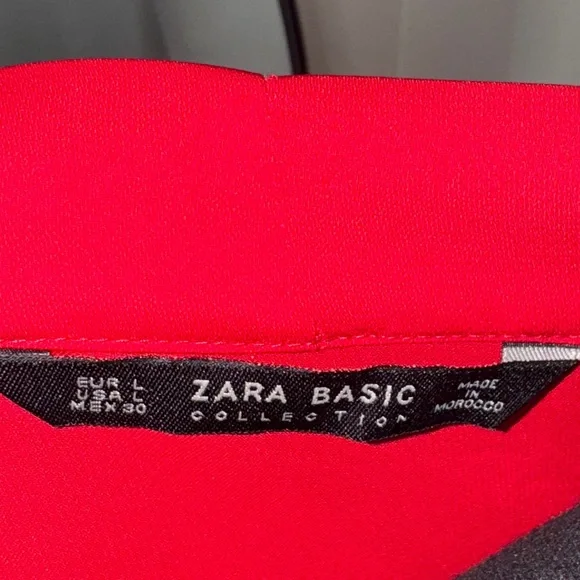 EUR L
USA L
MEX 30
ZARA BASIC
COLLECTION
MADE
IN
MOROCCO